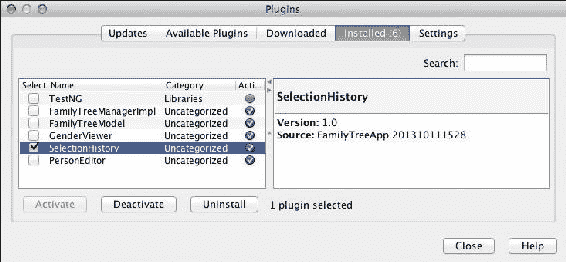 Plugins
Updates Available Plugins Downloaded Installed (6) Settings
Search:
Select Name Category Acti...
TestNG Libraries
FamilyTreeManagerImpl Uncategorized
FamilyTreeModel Uncategorized
GenderViewer Uncategorized
SelectionHistory Uncategorized
PersonEditor Uncategorized
SelectionHistory
Version: 1.0
Source: FamilyTreeApp-201310111528
Activate Deactivate Uninstall 1 plugin selected
Close Help